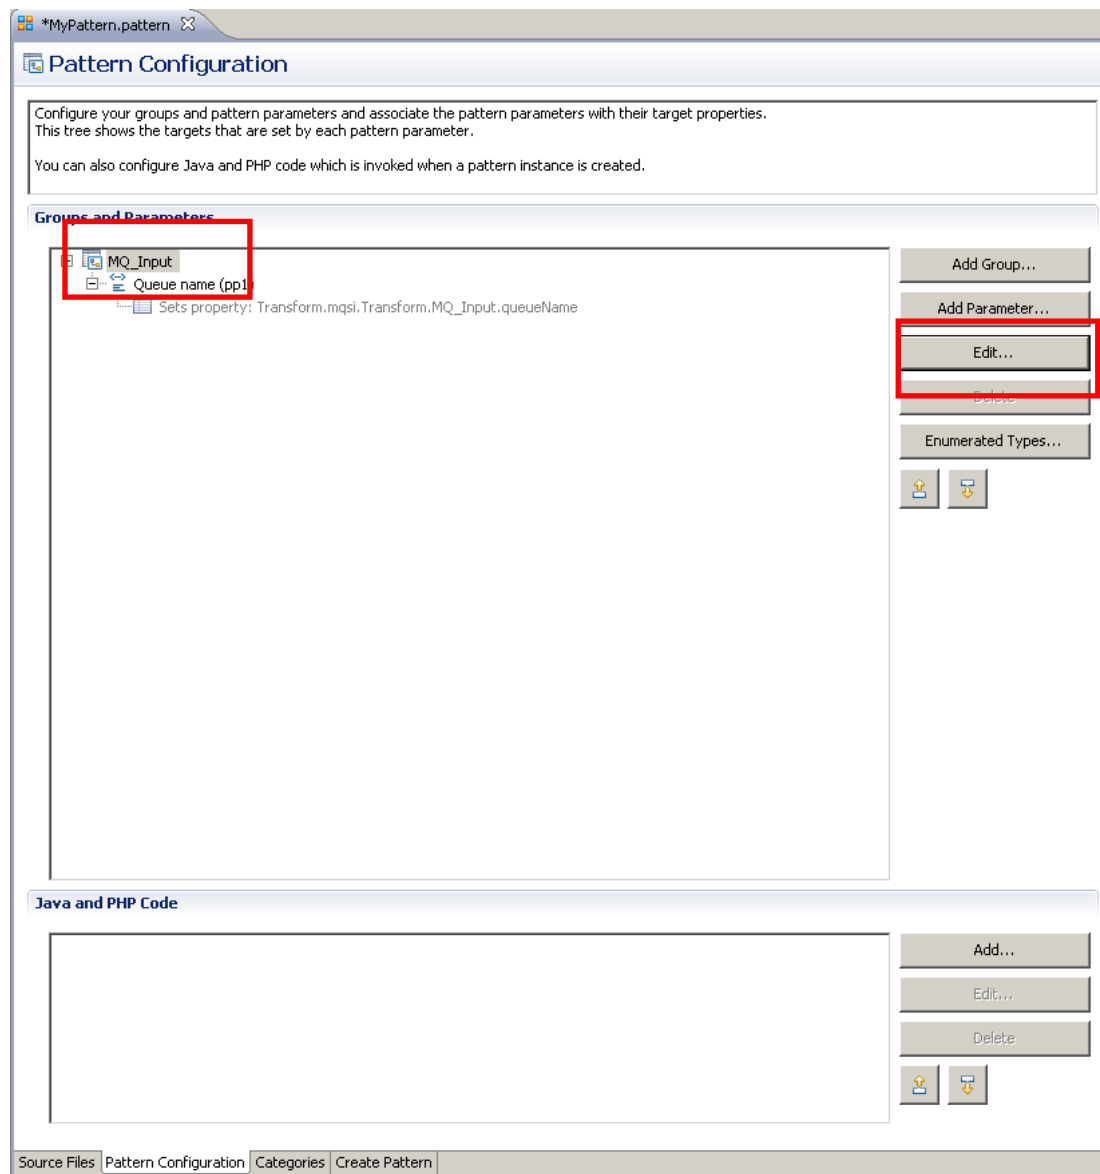 *MyPattern.pattern
Pattern Configuration
Configure your groups and pattern parameters and associate the pattern parameters with their target properties.
This tree shows the targets that are set by each pattern parameter.
You can also configure Java and PHP code which is invoked when a pattern instance is created.
Groups and Parameters
MQ_Input
Queue name (pp1)
Sets property: Transform.mqsi.Transform.MQ_Input.queueName
Add Group...
Add Parameter...
Edit...
Delete
Enumerated Types...
Java and PHP Code
Add...
Edit...
Delete
Source Files Pattern Configuration Categories Create Pattern